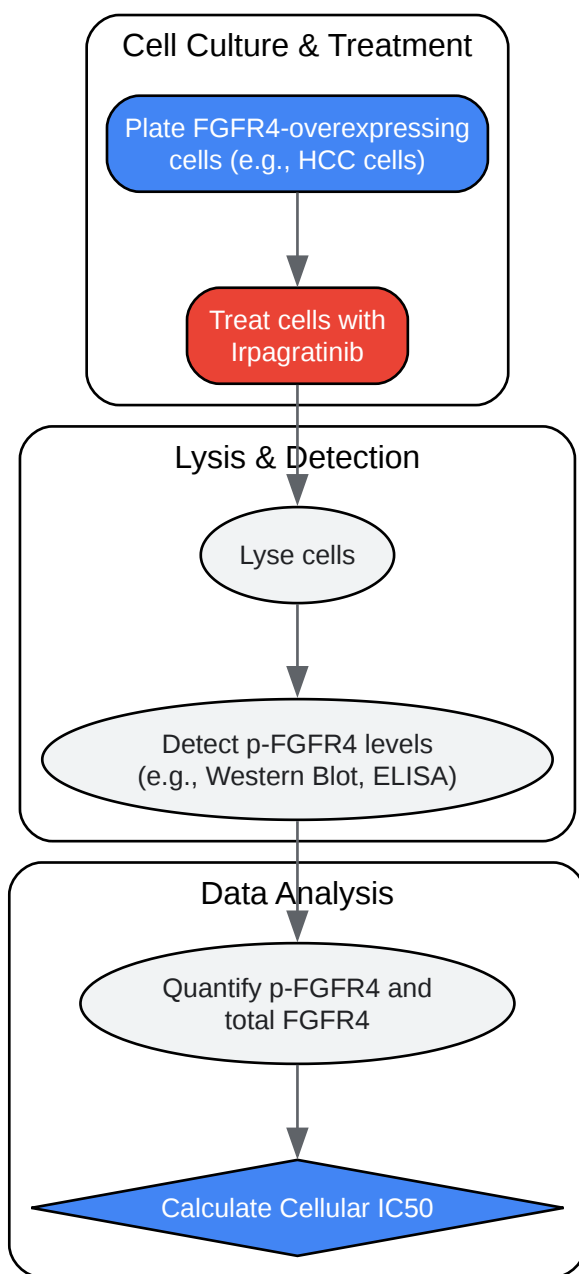 Cell Culture & Treatment
Plate FGFR4-overexpressing
cells (e.g., HCC cells)
Treat cells with
Irpagratinib
Lysis & Detection
Lyse cells
Detect p-FGFR4 levels
(e.g., Western Blot, ELISA)
Data Analysis
Quantify p-FGFR4 and
total FGFR4
Calculate Cellular IC50